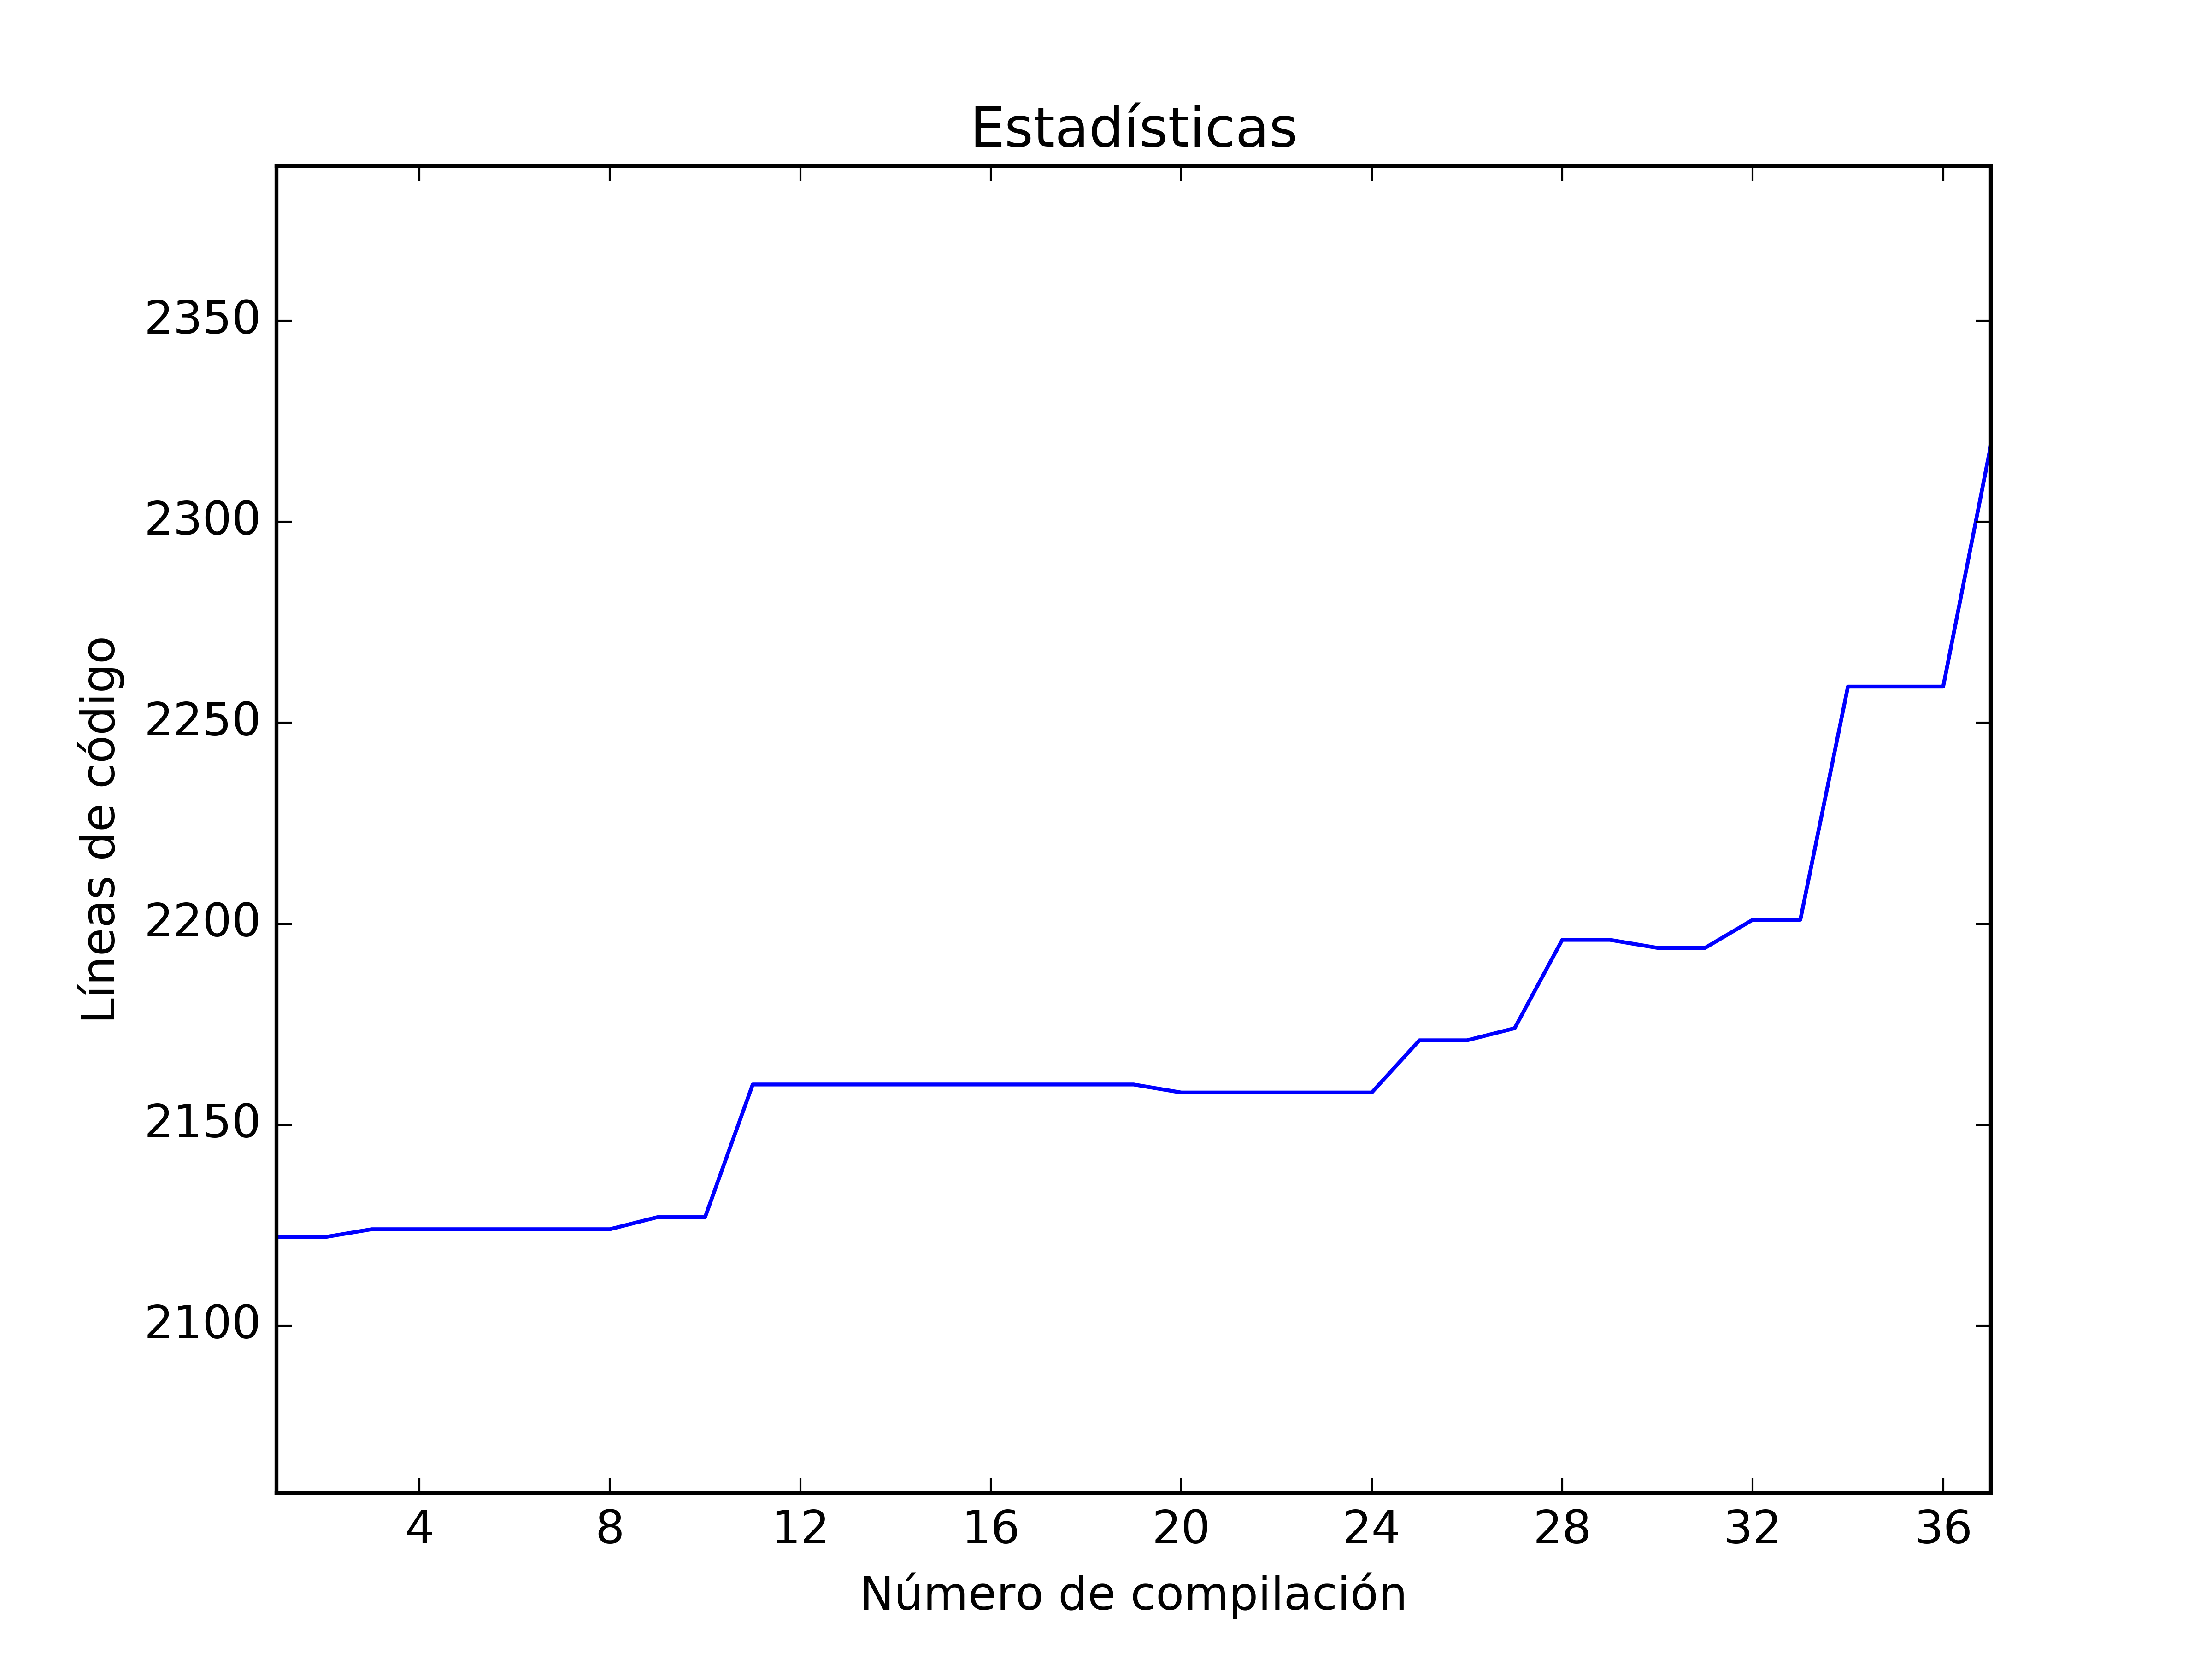 Estadísticas
2350
2300
2250
2200
2150
2100
Líneas de código
4 8 12 16 20 24 28 32 36
Número de compilación